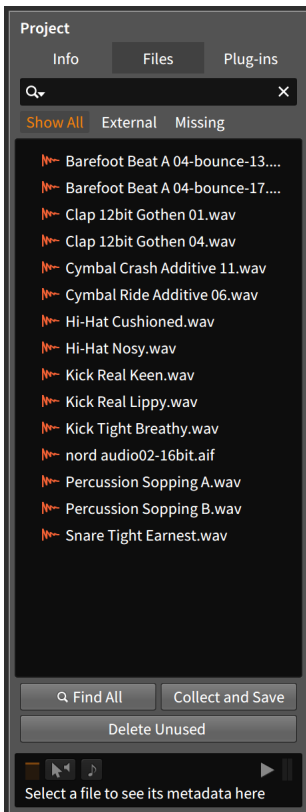 Project
Info Files Plug-ins
Show All External Missing
Barefoot Beat A 04-bounce-13....
Barefoot Beat A 04-bounce-17....
Clap 12bit Gothen 01.wav
Clap 12bit Gothen 04.wav
Cymbal Crash Additive 11.wav
Cymbal Ride Additive 06.wav
Hi-Hat Cushioned.wav
Hi-Hat Nosy.wav
Kick Real Keen.wav
Kick Real Lippy.wav
Kick Tight Breathy.wav
nord audio02-16bit.aif
Percussion Sopping A.wav
Percussion Sopping B.wav
Snare Tight Earnest.wav
Find All Collect and Save
Delete Unused
Select a file to see its metadata here